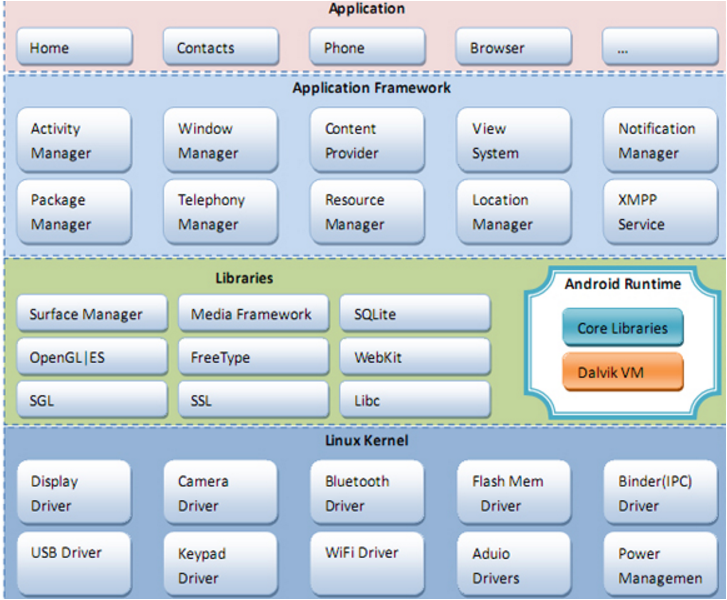 Application
Home
Contacts
Phone
Browser
...
Application Framework
Activity
Manager
Window
Manager
Content
Provider
View
System
Notification
Manager
Package
Manager
Telephony
Manager
Resource
Manager
Location
Manager
XMPP
Service
Libraries
Surface Manager
Media Framework
SQLite
OpenGL|ES
FreeType
WebKit
SGL
SSL
Libc
Android Runtime
Core Libraries
Dalvik VM
Linux Kernel
Display
Driver
Camera
Driver
Bluetooth
Driver
Flash Mem
Driver
Binder(IPC)
Driver
USB Driver
Keypad
Driver
WiFi Driver
Aduio
Drivers
Power
Managemen